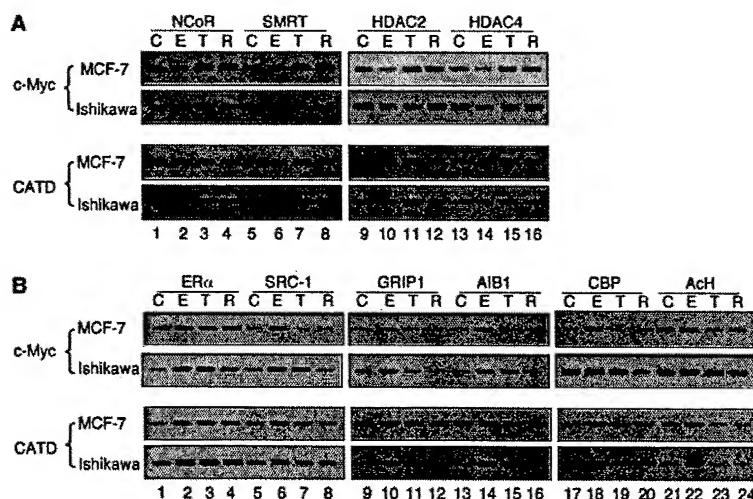 A
NCoR SMRT HDAC2 HDAC4
C E T R C E T R C E T R C E T R
c-Myc
MCF-7
Ishikawa
CATD
MCF-7
Ishikawa
1 2 3 4 5 6 7 8 9 10 11 12 13 14 15 16
B
ERα SRC-1 GRIP1 AIB1 CBP AcH
C E T R C E T R C E T R C E T R C E T R C E T R
c-Myc
MCF-7
Ishikawa
CATD
MCF-7
Ishikawa
1 2 3 4 5 6 7 8 9 10 11 12 13 14 15 16 17 18 19 20 21 22 23 24